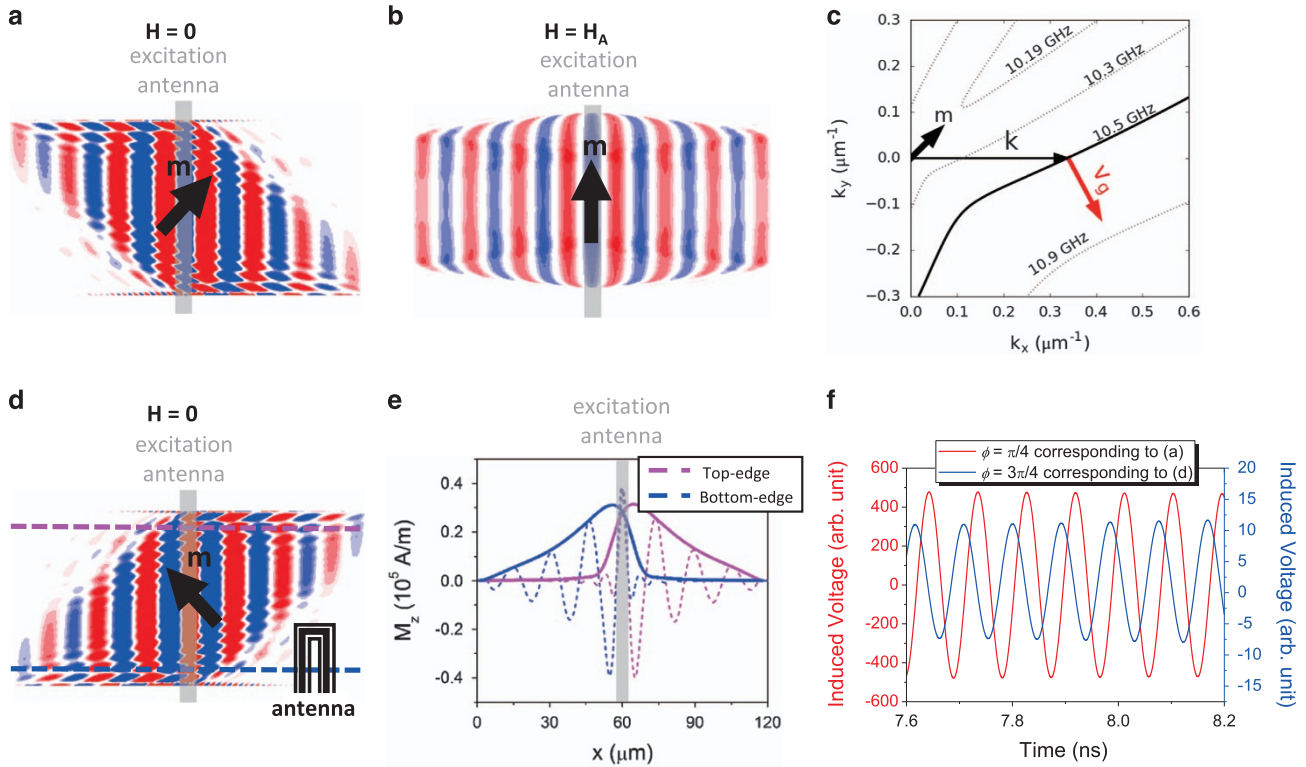 a
H = 0
excitation
antenna
m
b
H = H_A
excitation
antenna
m
c
0.3
0.2
0.1
0.0
−0.1
−0.2
−0.3
k_y (μm⁻¹)
10.19 GHz
10.3 GHz
10.5 GHz
10.9 GHz
m
k
v_g
0.0 0.1 0.2 0.3 0.4 0.5 0.6
k_x (μm⁻¹)
d
H = 0
excitation
antenna
m
antenna
e
excitation
antenna
Top-edge
Bottom-edge
0.4
0.2
0.0
-0.2
-0.4
M_z (10⁵ A/m)
0 30 60 90 120
x (μm)
f
ϕ = π/4 corresponding to (a)
ϕ = 3π/4 corresponding to (d)
600
400
200
0
-200
-400
-600
Induced Voltage (arb. unit)
20
15
10
5
0
-5
-10
-15
Induced Voltage (arb. unit)
7.6 7.8 8.0 8.2
Time (ns)